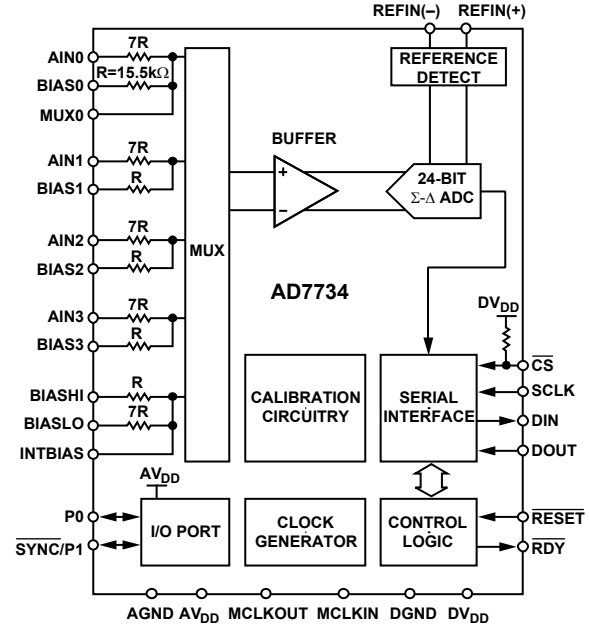 REFIN(–) REFIN(+)
AIN0 7R
REFERENCE
DETECT
R=15.5kΩ
BIAS0
MUX0
BUFFER
AIN1 7R
+
24-BIT
Σ-Δ ADC
BIAS1 R
–
AIN2 7R
MUX
BIAS2 R
AD7734
AIN3 7R
DVDD
BIAS3 R
CS
BIASHI R
CALIBRATION
CIRCUITRY
SERIAL
INTERFACE
SCLK
BIASLO 7R
DIN
INTBIAS
DOUT
AVDD
P0
I/O PORT
CLOCK
GENERATOR
CONTROL
LOGIC
RESET
SYNC/P1
RDY
AGND AVDD MCLKOUT MCLKIN DGND DVDD